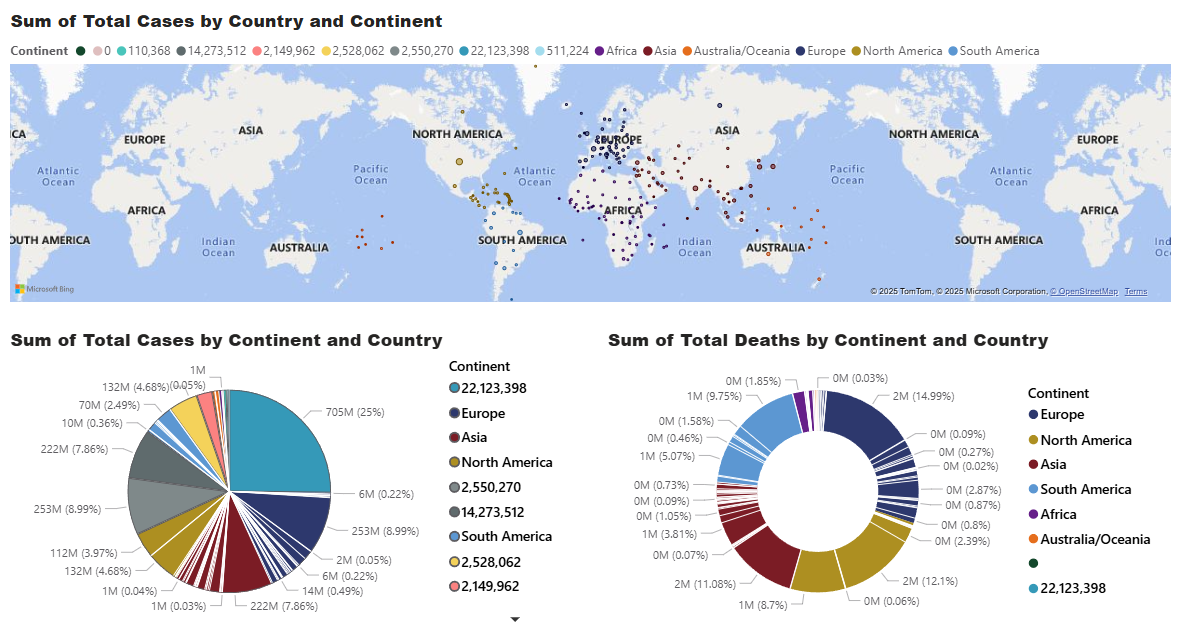 Sum of Total Cases by Country and Continent
Continent 0 110,368 14,273,512 2,149,962 2,528,062 2,550,270 22,123,398 511,224 Africa Asia Australia/Oceania Europe North America South America
ASIA NORTH AMERICA EUROPE ASIA NORTH AMERICA EUROPE
CA EUROPE
Atlantic Ocean Pacific Ocean Atlantic Ocean Pacific Ocean Atlantic Ocean
AFRICA AFRICA AFRICA
OUTH AMERICA Indian Ocean AUSTRALIA SOUTH AMERICA Indian Ocean AUSTRALIA SOUTH AMERICA Ind Oc
Microsoft Bing
© 2025 TomTom, © 2025 Microsoft Corporation, © OpenStreetMap Terms
Sum of Total Cases by Continent and Country
1M
132M (4.68%)
(0.05%)
70M (2.49%)
10M (0.36%)
222M (7.86%)
253M (8.99%)
112M (3.97%)
132M (4.68%)
1M (0.04%)
1M (0.03%)
222M (7.86%)
14M (0.49%)
6M (0.22%)
2M (0.05%)
253M (8.99%)
6M (0.22%)
705M (25%)
Continent
22,123,398
Europe
Asia
North America
2,550,270
14,273,512
South America
2,528,062
2,149,962
Sum of Total Deaths by Continent and Country
0M (1.85%)
0M (0.03%)
1M (9.75%)
2M (14.99%)
0M (1.58%)
0M (0.46%)
1M (5.07%)
0M (0.73%)
0M (0.09%)
0M (1.05%)
1M (3.81%)
0M (0.07%)
2M (11.08%)
1M (8.7%)
0M (0.06%)
2M (12.1%)
0M (2.39%)
0M (0.8%)
0M (0.87%)
0M (2.87%)
0M (0.02%)
0M (0.27%)
0M (0.09%)
Continent
Europe
North America
Asia
South America
Africa
Australia/Oceania
22,123,398